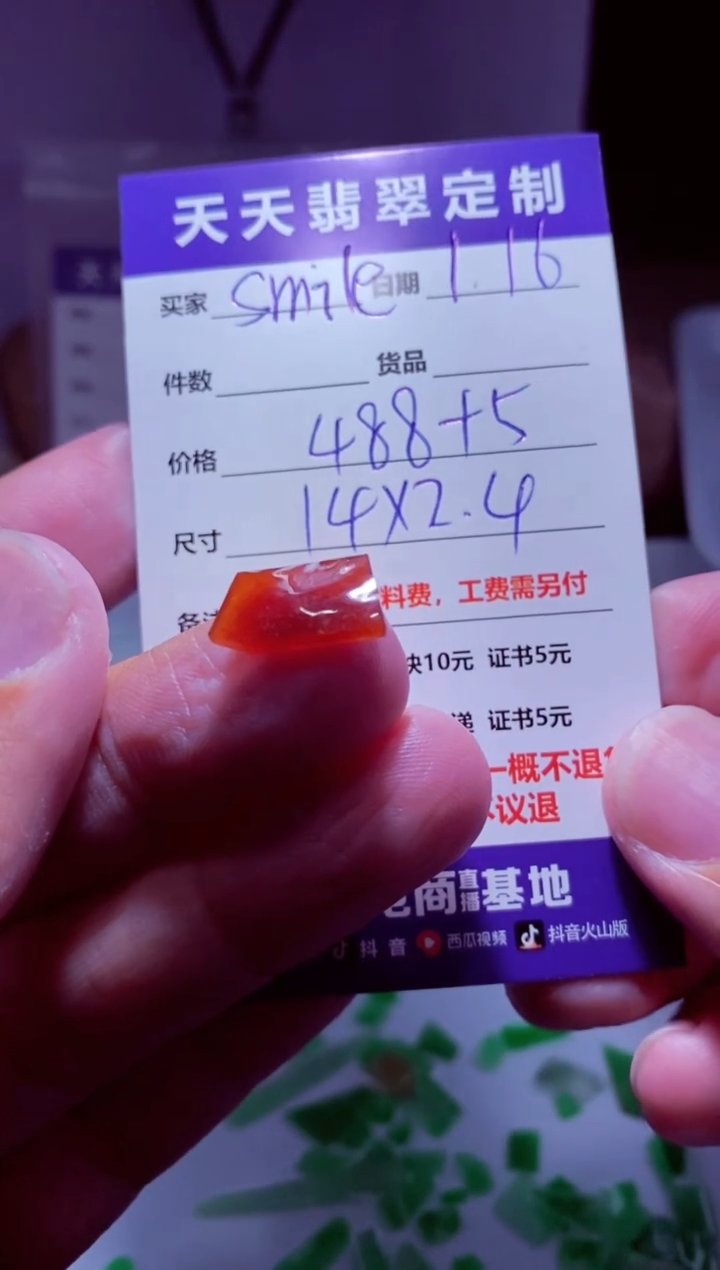 天天翡翠定制
买家 smile 日期 1.16
件数 货品
价格 488+5
尺寸 14X2.4
备 料费，工费需另付
10元 证书5元
递 证书5元
一概不退
议退
商直播基地
抖音 西瓜视频 抖音火山版